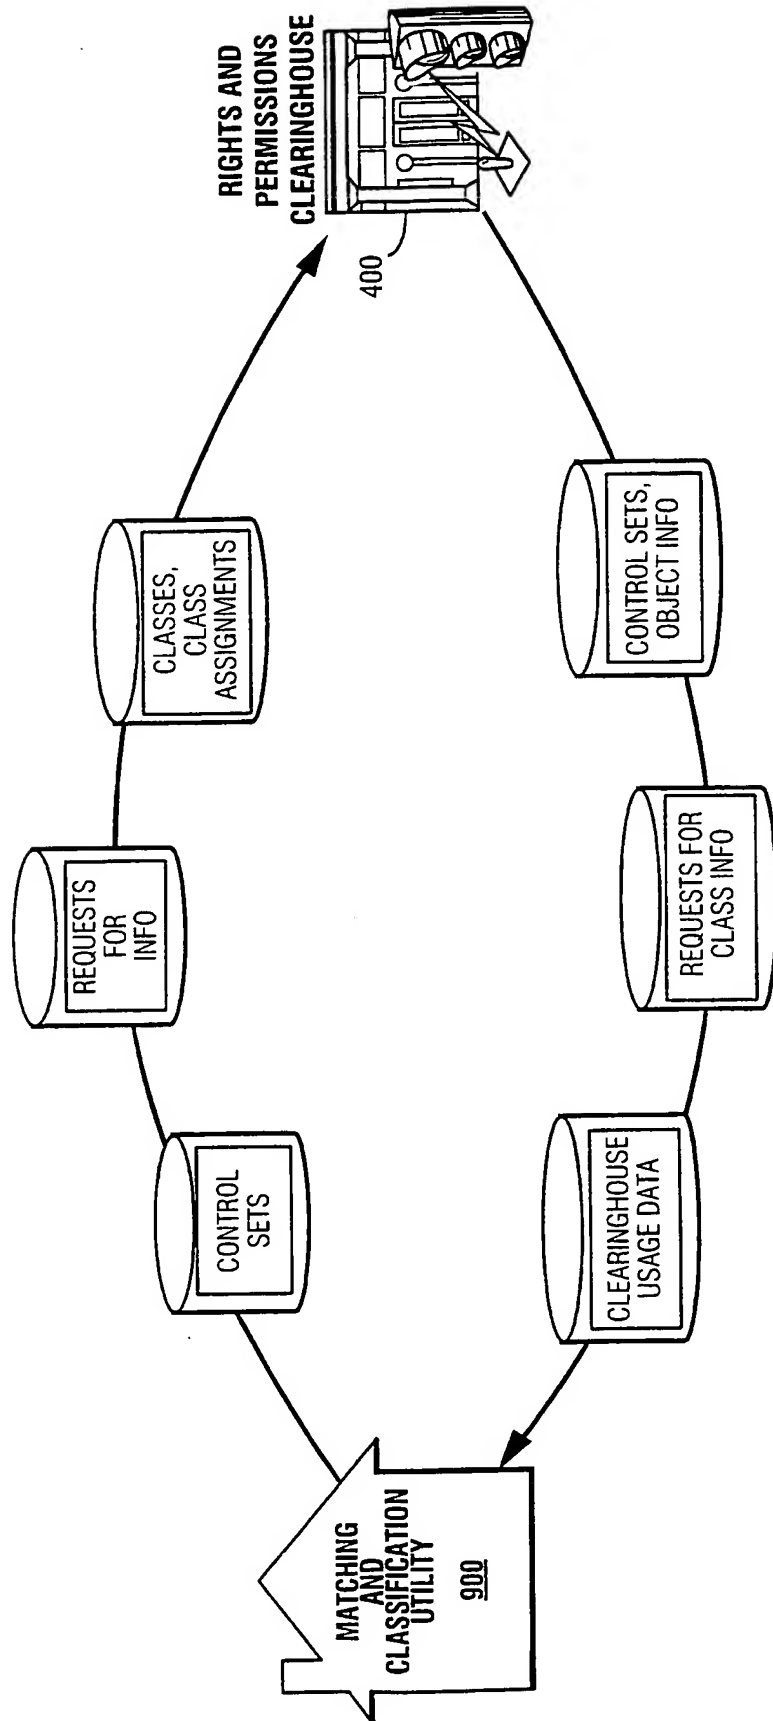 RIGHTS AND
PERMISSIONS
CLEARINGHOUSE
400
CLASSES,
CLASS
ASSIGNMENTS
REQUESTS
FOR
INFO
CONTROL
SETS
MATCHING
AND
CLASSIFICATION
UTILITY
900
CLEARINGHOUSE
USAGE DATA
REQUESTS FOR
CLASS INFO
CONTROL SETS,
OBJECT INFO